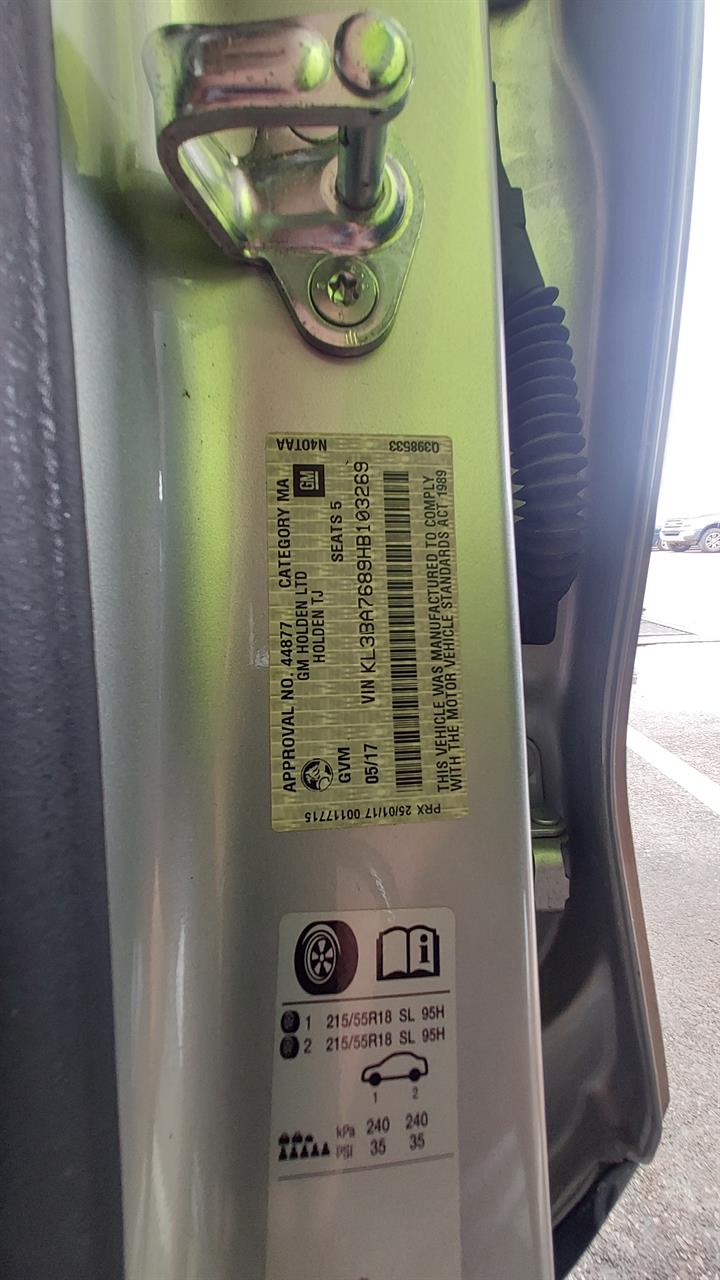 N40TAA
0398533
APPROVAL NO. 44877 CATEGORY MA
GM HOLDEN LTD
GM
HOLDEN TJ
GVM SEATS 5
05/17 VIN KL3BA7689HB103269
THIS VEHICLE WAS MANUFACTURED TO COMPLY
WITH THE MOTOR VEHICLE STANDARDS ACT 1989
PRX 25/01/17 00117715
i
1 215/55R18 SL 95H
2 215/55R18 SL 95H
1 2
kPa 240 240
PSI 35 35